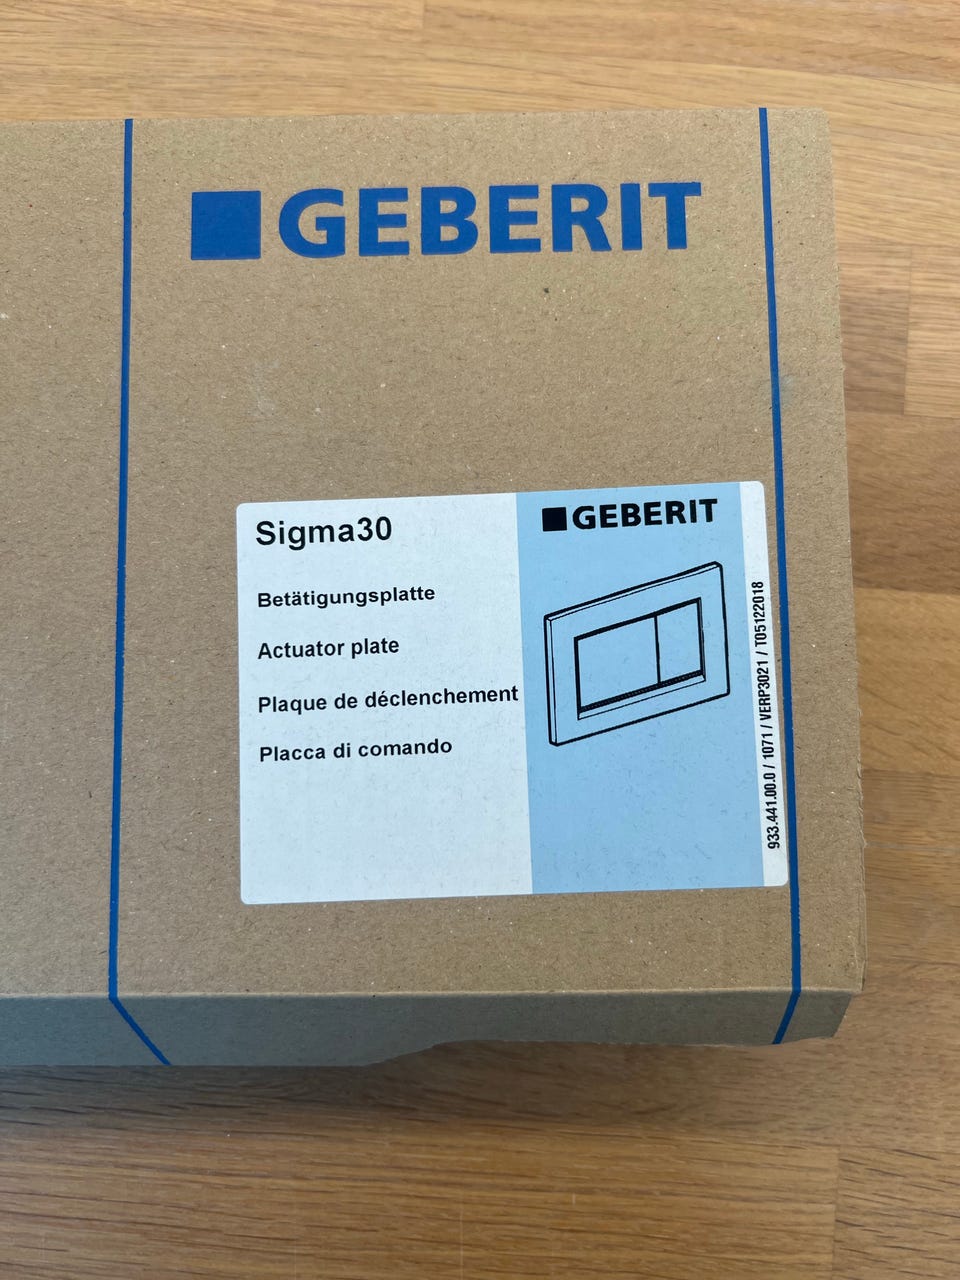 GEBERIT
Sigma30
Betätigungsplatte
Actuator plate
Plaque de déclenchement
Placca di comando
GEBERIT
933.441.00.0 / 1071 / VERP3021 / T05122018